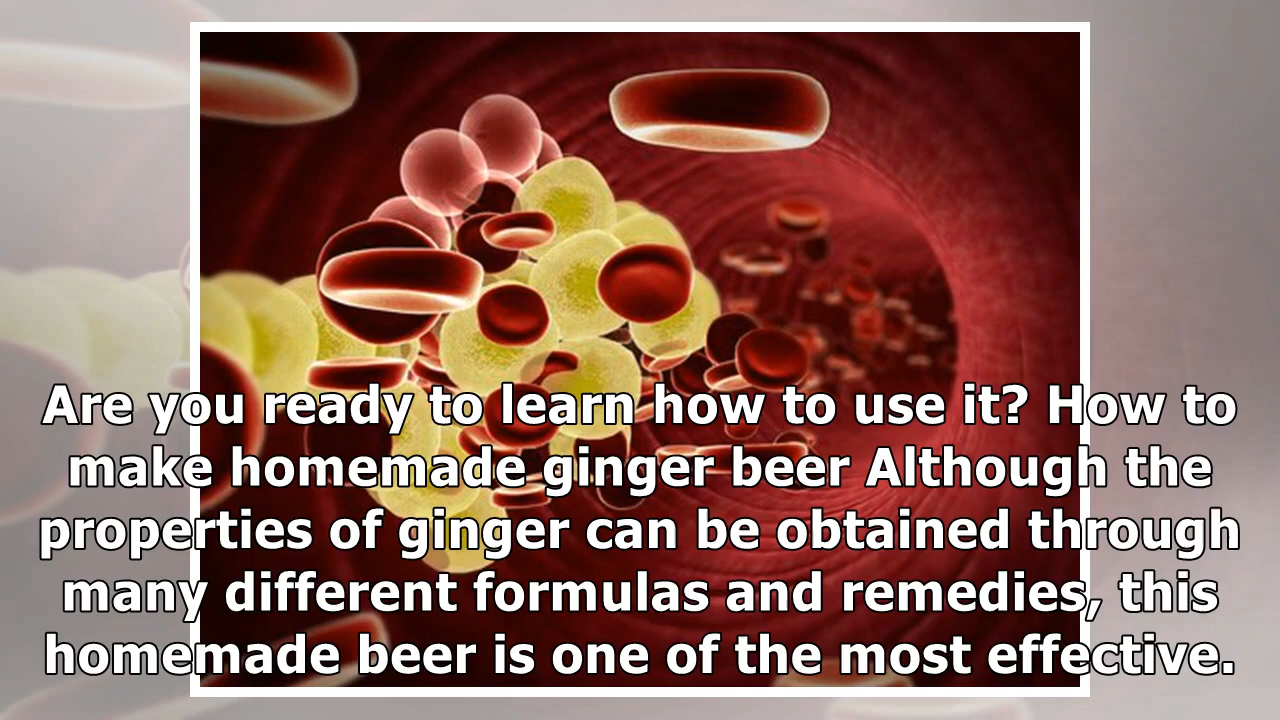 Are you ready to learn how to use it? How to
make homemade ginger beer Although the
properties of ginger can be obtained through
many different formulas and remedies, this
homemade beer is one of the most effective.